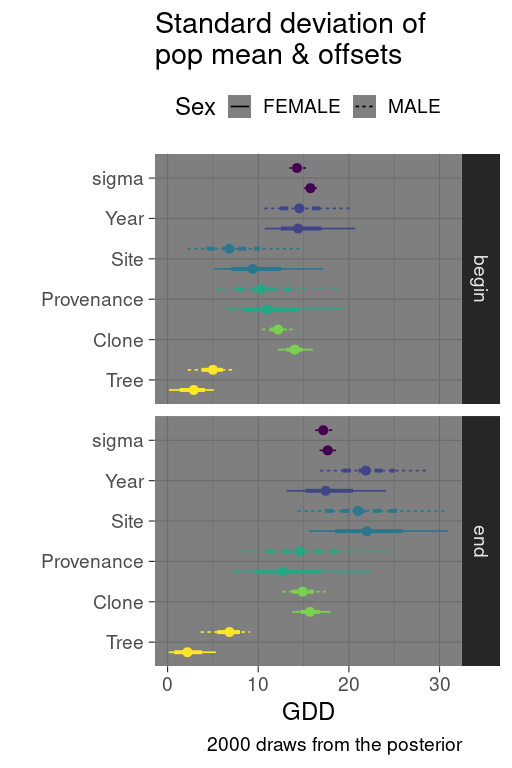 Standard deviation of
pop mean & offsets
Sex FEMALE MALE
sigma
Year
Site
Provenance
Clone
Tree
begin
sigma
Year
Site
Provenance
Clone
Tree
end
0 10 20 30
GDD
2000 draws from the posterior